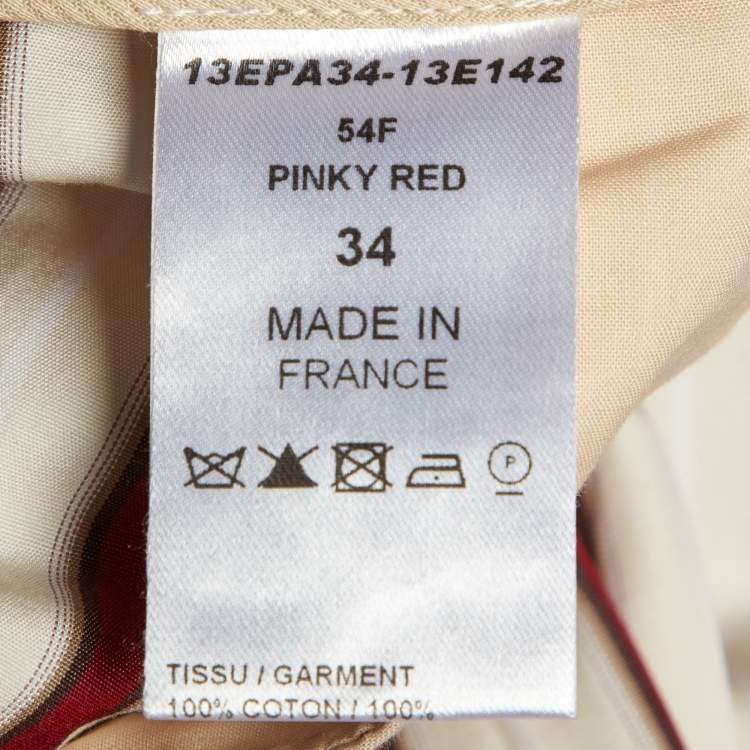 13EPA34-13E142
54F
PINKY RED
34
MADE IN
FRANCE
P
TISSU / GARMENT
100% COTON / 100%